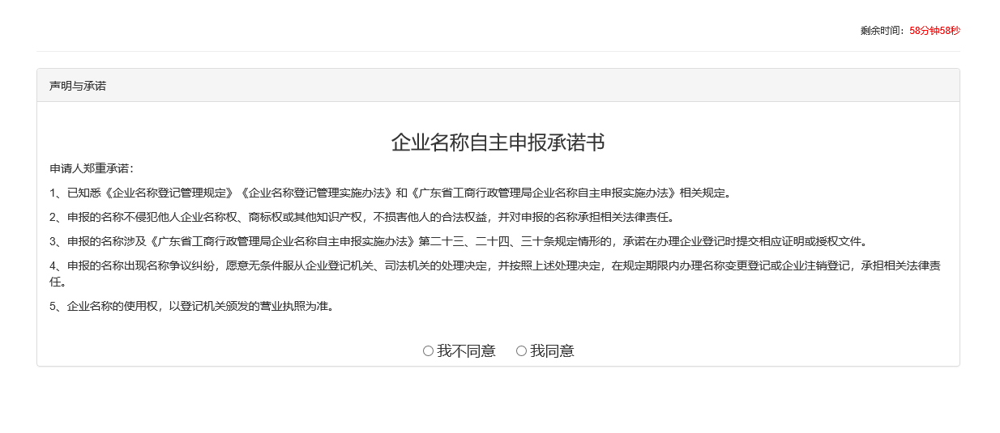 剩余时间：58分钟58秒
声明与承诺
企业名称自主申报承诺书
申请人郑重承诺：
1、已知悉《企业名称登记管理规定》《企业名称登记管理实施办法》和《广东省工商行政管理局企业名称自主申报实施办法》相关规定。
2、申报的名称不侵犯他人企业名称权、商标权或其他知识产权，不损害他人的合法权益，并对申报的名称承担相关法律责任。
3、申报的名称涉及《广东省工商行政管理局企业名称自主申报实施办法》第二十三、二十四、三十条规定情形的，承诺在办理企业登记时提交相应证明或授权文件。
4、申报的名称出现名称争议纠纷，愿意无条件服从企业登记机关、司法机关的处理决定，并按照上述处理决定，在规定期限内办理名称变更登记或企业注销登记，承担相关法律责
任。
5、企业名称的使用权，以登记机关颁发的营业执照为准。
我不同意 我同意